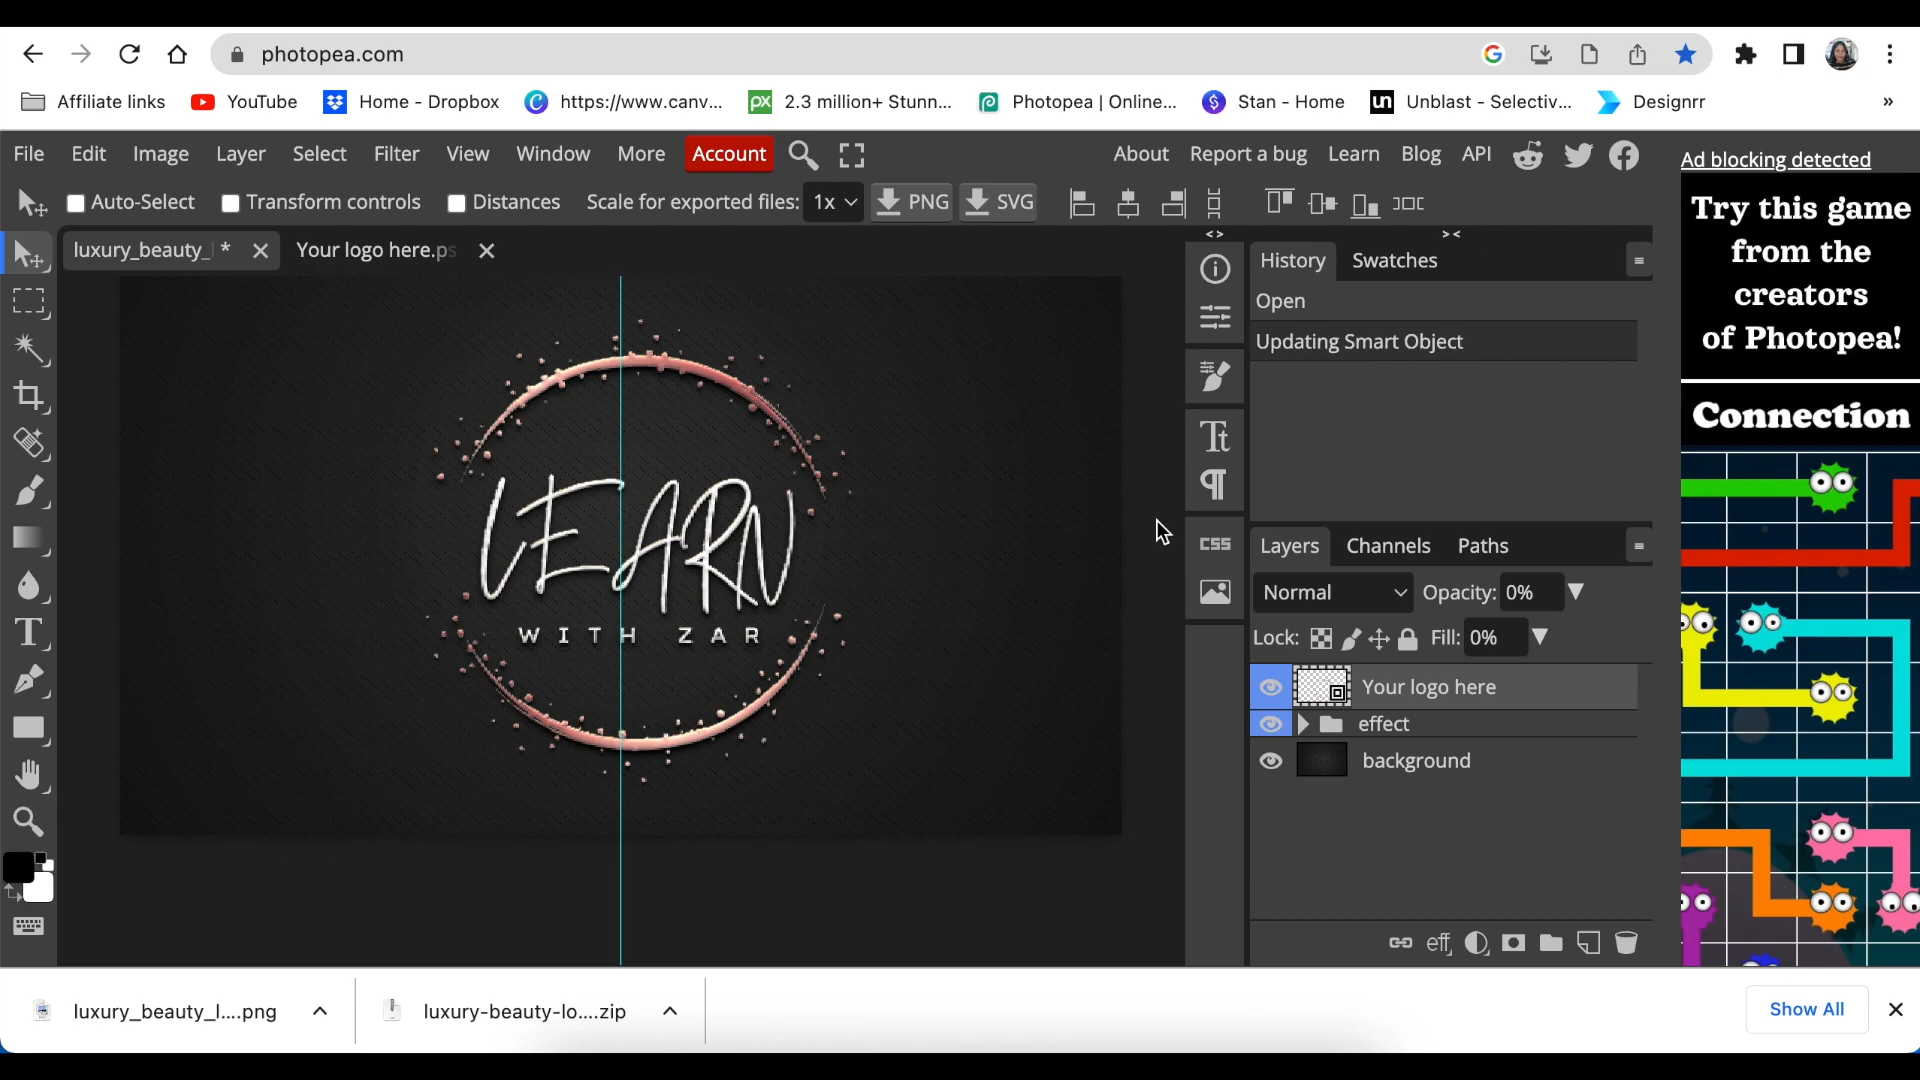 photopea.com
Affiliate links YouTube Home - Dropbox https://www.canv... 2.3 million+ Stunn... Photopea | Online... Stan - Home Unblast - Selectiv... Designrr »
File Edit Image Layer Select Filter View Window More Account About Report a bug Learn Blog API
Ad blocking detected
Auto-Select Transform controls Distances Scale for exported files: 1x PNG SVG
luxury_beauty_l * Your logo here.ps
History Swatches
Open
Updating Smart Object
LEARN
WITH ZAR
CSS
Layers Channels Paths
Normal Opacity: 0%
Lock: Fill: 0%
Your logo here
effect
background
eff
Try this game
from the
creators
of Photopea!
Connection
luxury_beauty_l....png luxury-beauty-lo....zip Show All